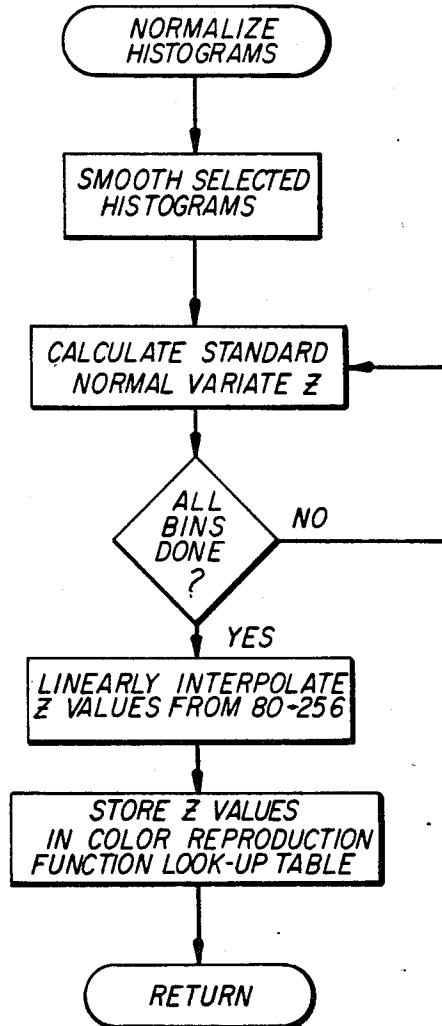 NORMALIZE
HISTOGRAMS
SMOOTH SELECTED
HISTOGRAMS
CALCULATE STANDARD
NORMAL VARIATE Z
ALL
BINS
DONE
?
NO
YES
LINEARLY INTERPOLATE
Z VALUES FROM 80-256
STORE Z VALUES
IN COLOR REPRODUCTION
FUNCTION LOOK-UP TABLE
RETURN